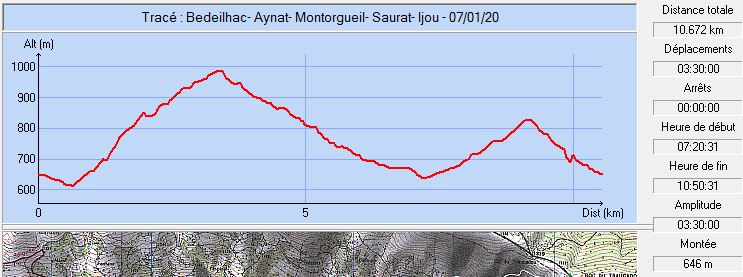 Tracé : Bedeilhac- Aynat- Montorgueil- Saurat- Ijou - 07/01/20
Alt (m)
1000
900
800
700
600
0
5
Dist (km)
Distance totale
10.672 km
Déplacements
03:30:00
Arrêts
00:00:00
Heure de début
07:20:31
Heure de fin
10:50:31
Amplitude
03:30:00
Montée
646 m